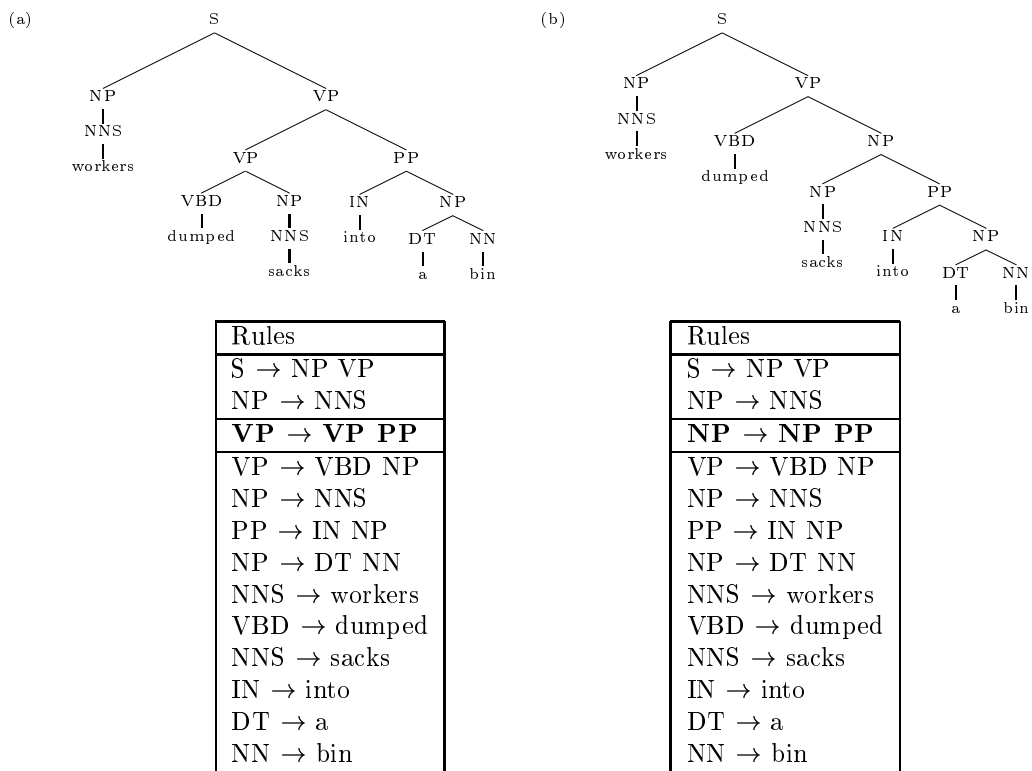 (a)
S
NP VP
NNS
workers
VP PP
VBD NP IN NP
dumped NNS into DT NN
sacks a bin
(b)
S
NP VP
NNS
workers
VBD NP
dumped
NP PP
NNS IN NP
sacks into
DT NN
a bin
Rules
S → NP VP
NP → NNS
VP → VP PP
VP → VBD NP
NP → NNS
PP → IN NP
NP → DT NN
NNS → workers
VBD → dumped
NNS → sacks
IN → into
DT → a
NN → bin
Rules
S → NP VP
NP → NNS
NP → NP PP
VP → VBD NP
NP → NNS
PP → IN NP
NP → DT NN
NNS → workers
VBD → dumped
NNS → sacks
IN → into
DT → a
NN → bin